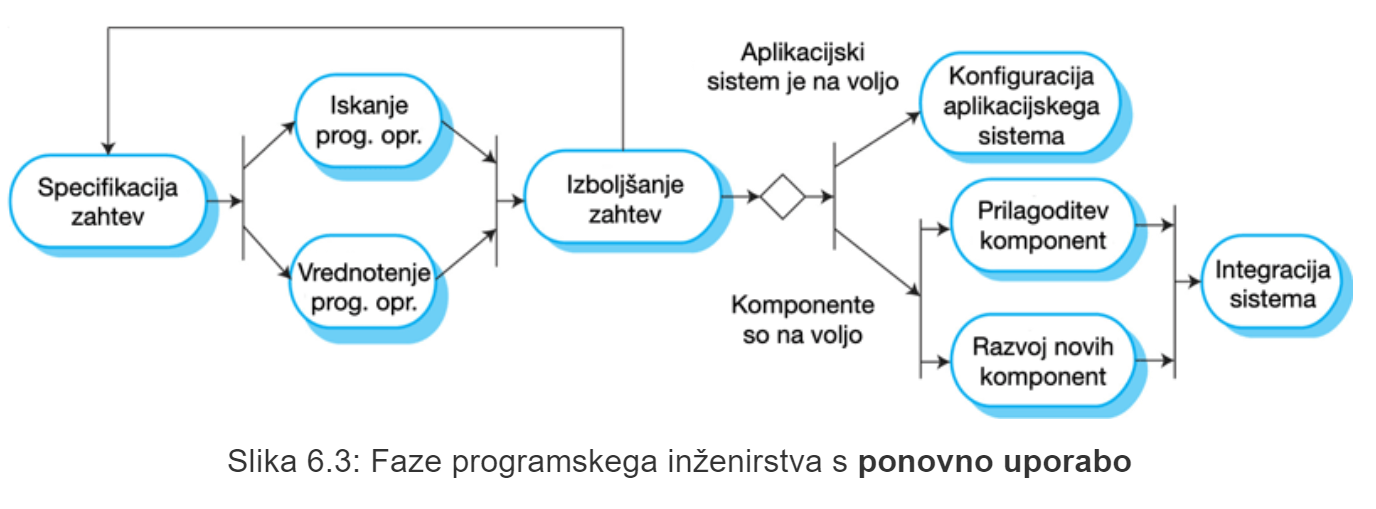 Specifikacija
zahtev
Iskanje
prog. opr.
Vrednotenje
prog. opr.
Izboljšanje
zahtev
Aplikacijski
sistem je na voljo
Konfiguracija
aplikacijskega
sistema
Komponente
so na voljo
Prilagoditev
komponent
Razvoj novih
komponent
Integracija
sistema
Slika 6.3: Faze programskega inženirstva s ponovno uporabo